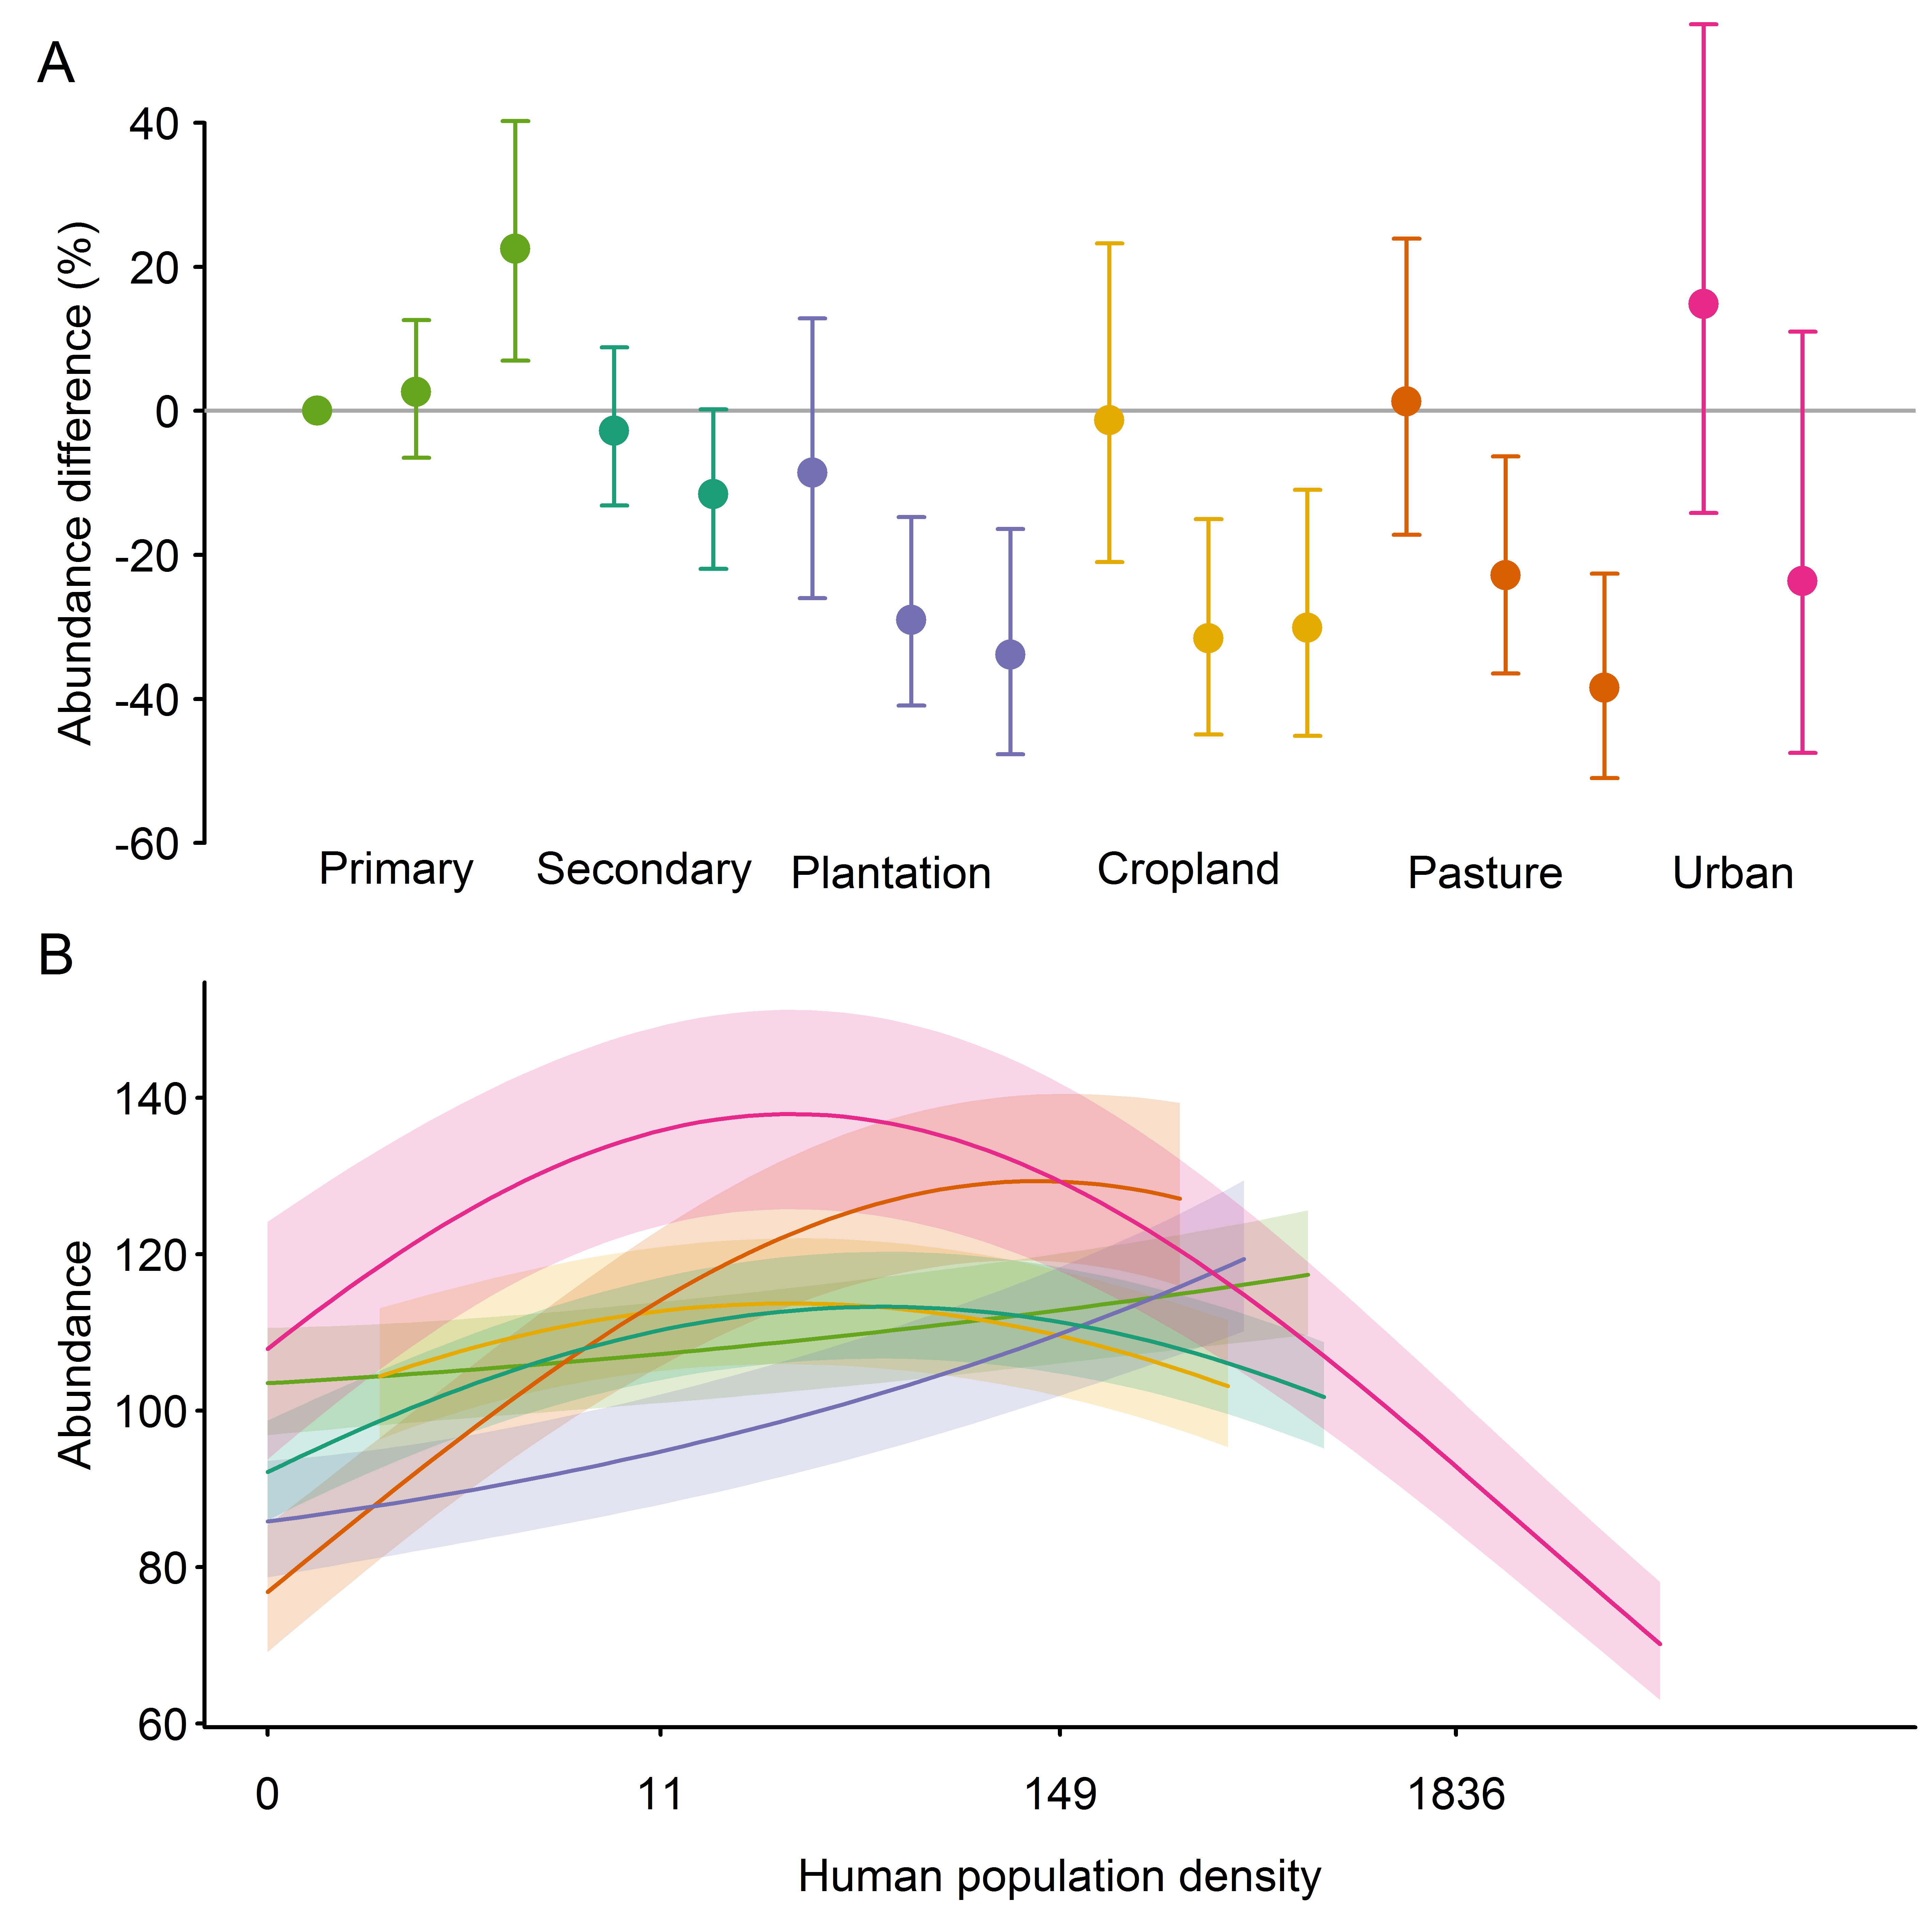 A
Abundance difference (%)
40
20
0
-20
-40
-60
Primary Secondary Plantation Cropland Pasture Urban
B
Abundance
140
120
100
80
60
0 11 149 1836
Human population density